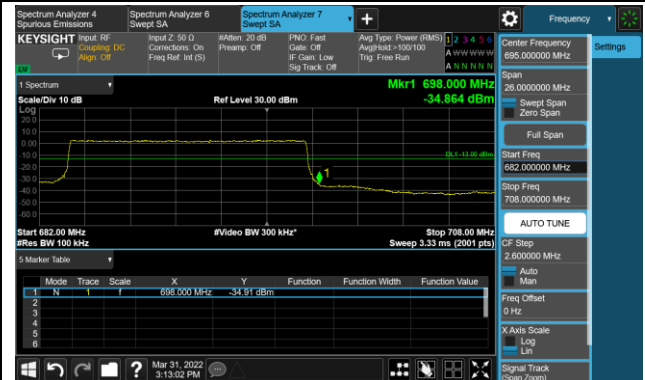 Spectrum Analyzer 4
Spurious Emissions
Spectrum Analyzer 6
Swept SA
Spectrum Analyzer 7
Swept SA
Frequency
KEYSIGHT
Input: RF
Coupling: DC
Align: Off
Input Z: 50 Ω
Corrections: On
Freq Ref: Int (S)
#Atten: 20 dB
Preamp: Off
PNO: Fast
Gate: Off
IF Gain: Low
Sig Track: Off
Avg Type: Power (RMS)
Avg|Hold:>100/100
Trig: Free Run
1 2 3 4 5 6
A W W W W W
A N N N N N
1 Spectrum
Scale/Div 10 dB
Ref Level 30.00 dBm
Mkr1 698.000 MHz
-34.864 dBm
Log
20.0
10.0
0.00
-10.0
-20.0
-30.0
-40.0
-50.0
-60.0
DL1 -13.00 dBm
1
Start 682.00 MHz
#Video BW 300 kHz*
Stop 708.00 MHz
#Res BW 100 kHz
Sweep 3.33 ms (2001 pts)
5 Marker Table
Mode Trace Scale X Y Function Function Width Function Value
1 N 1 f 698.000 MHz -34.91 dBm
2
3
4
5
6
Mar 31, 2022
3:13:02 PM
Settings
Center Frequency
695.000000 MHz
Span
26.0000000 MHz
Swept Span
Zero Span
Full Span
Start Freq
682.000000 MHz
Stop Freq
708.000000 MHz
AUTO TUNE
CF Step
2.600000 MHz
Auto
Man
Freq Offset
0 Hz
X Axis Scale
Log
Lin
Signal Track
(Span Zoom)